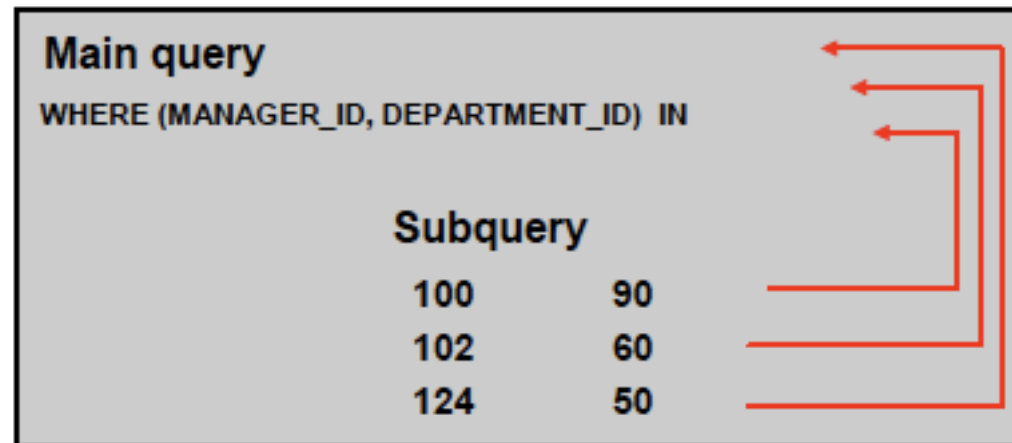 Main query
WHERE (MANAGER_ID, DEPARTMENT_ID) IN
Subquery
100 90
102 60
124 50